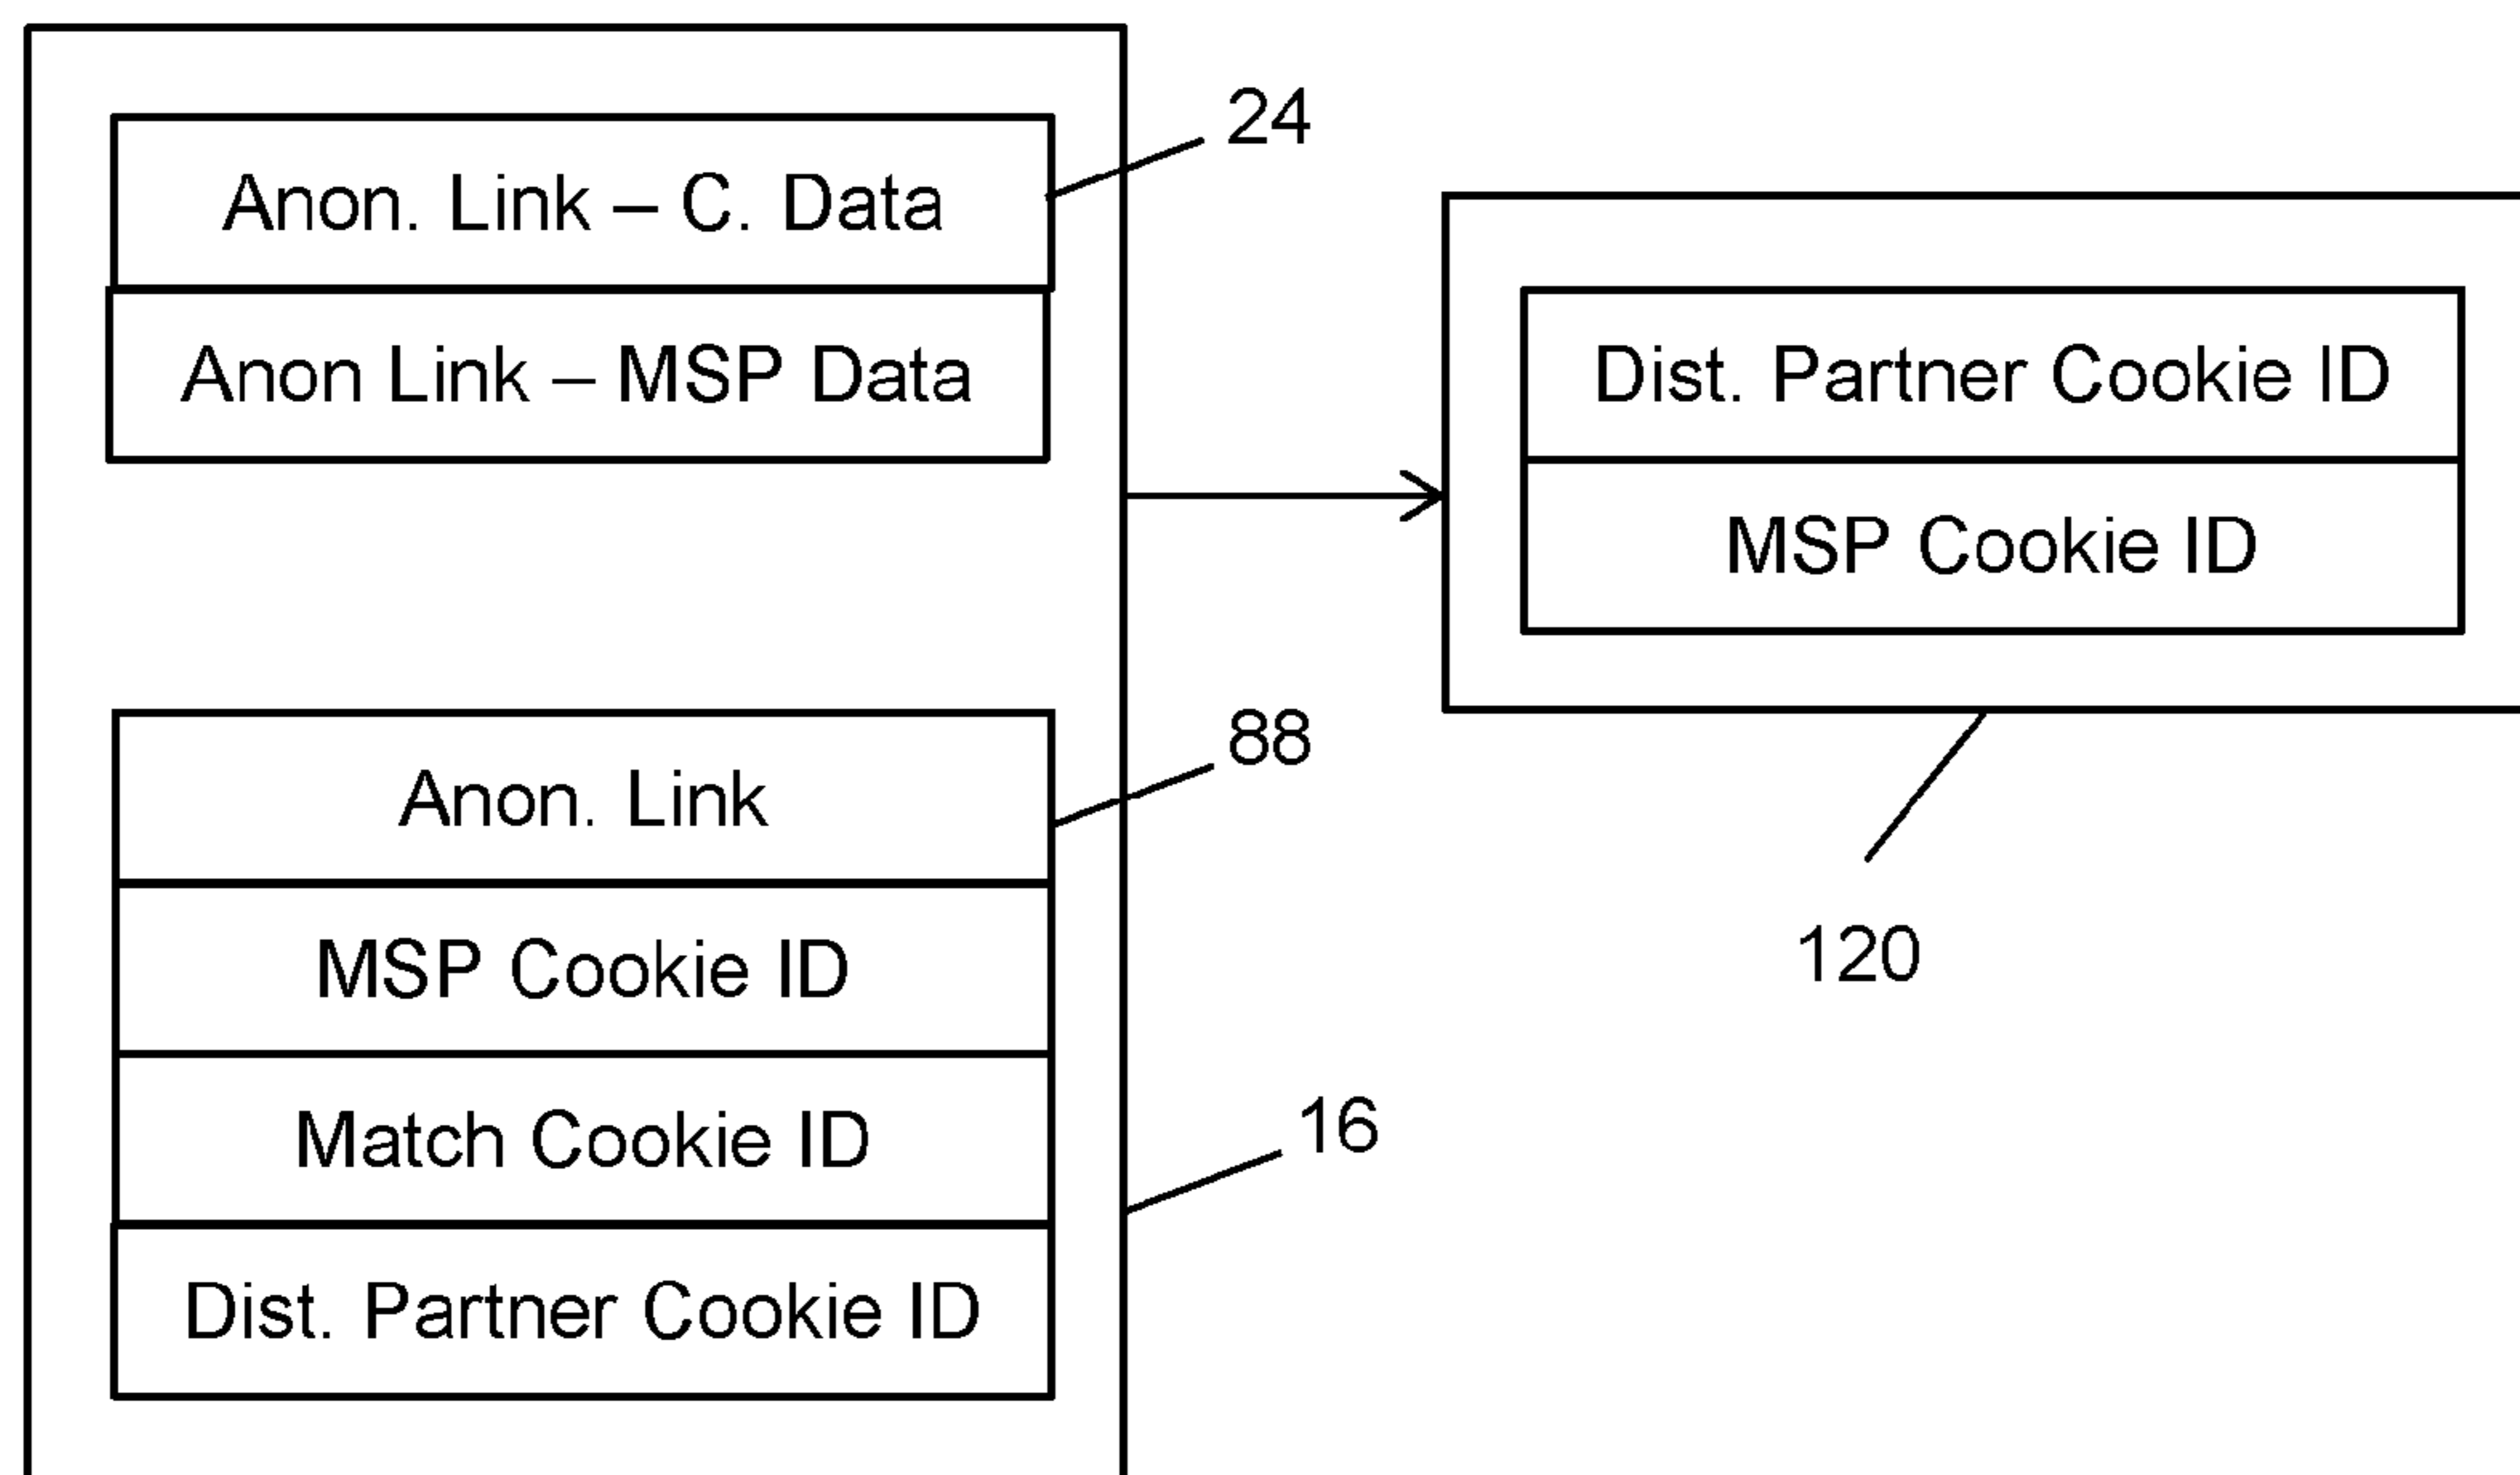 24
Anon. Link – C. Data
Anon Link – MSP Data
Dist. Partner Cookie ID
MSP Cookie ID
88
Anon. Link
MSP Cookie ID
120
Match Cookie ID
16
Dist. Partner Cookie ID